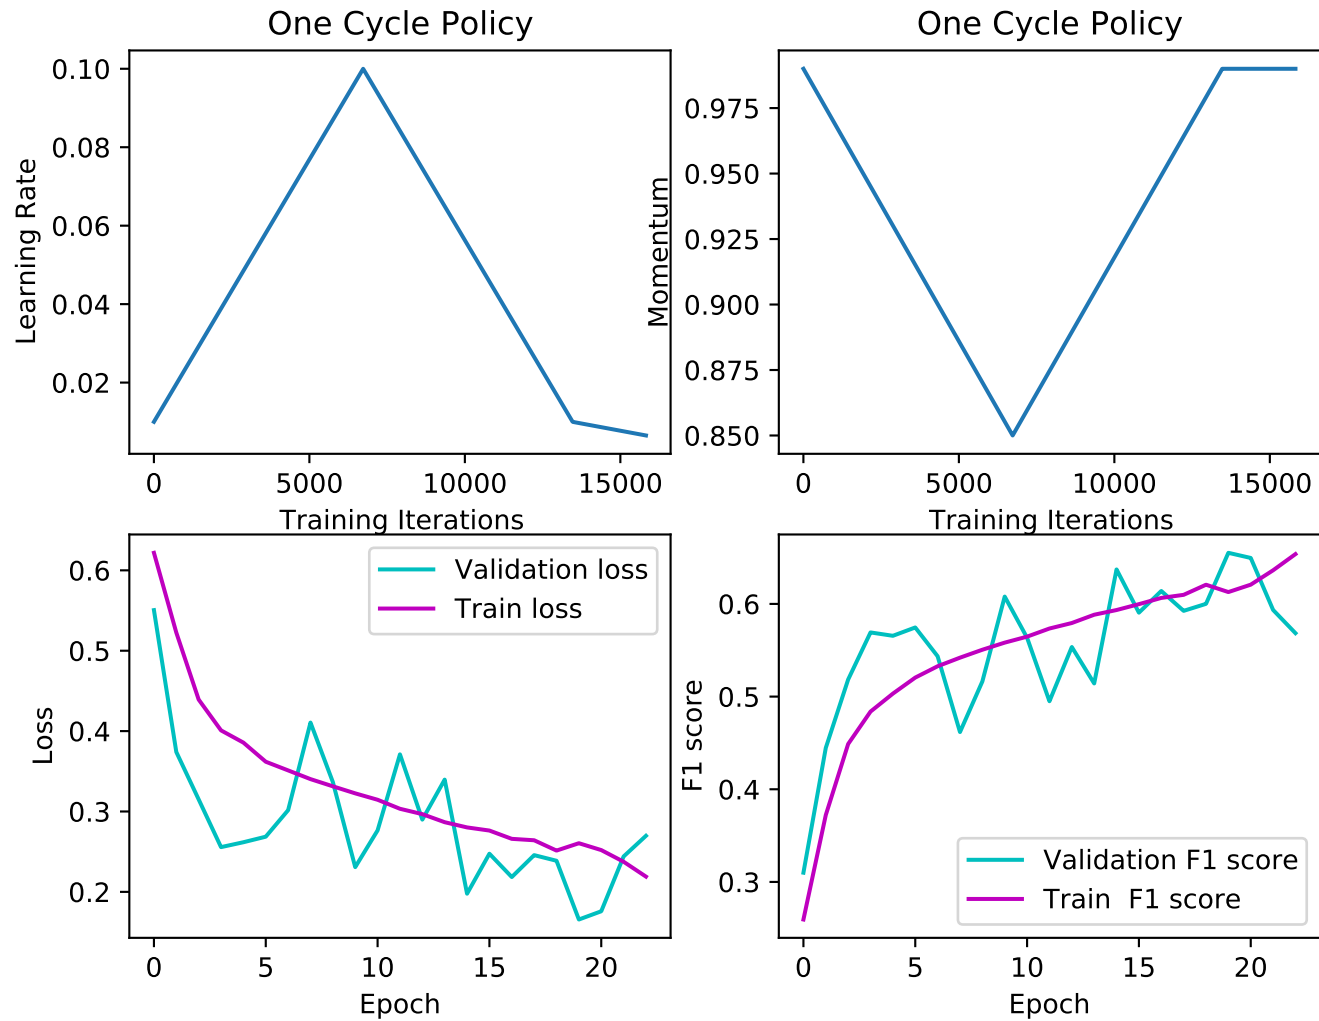 One Cycle Policy
Learning Rate
0.10
0.08
0.06
0.04
0.02
0 5000 10000 15000
Training Iterations
One Cycle Policy
Momentum
0.975
0.950
0.925
0.900
0.875
0.850
0 5000 10000 15000
Training Iterations
Loss
0.6
0.5
0.4
0.3
0.2
Validation loss
Train loss
0 5 10 15 20
Epoch
F1 score
0.6
0.5
0.4
0.3
Validation F1 score
Train  F1 score
0 5 10 15 20
Epoch